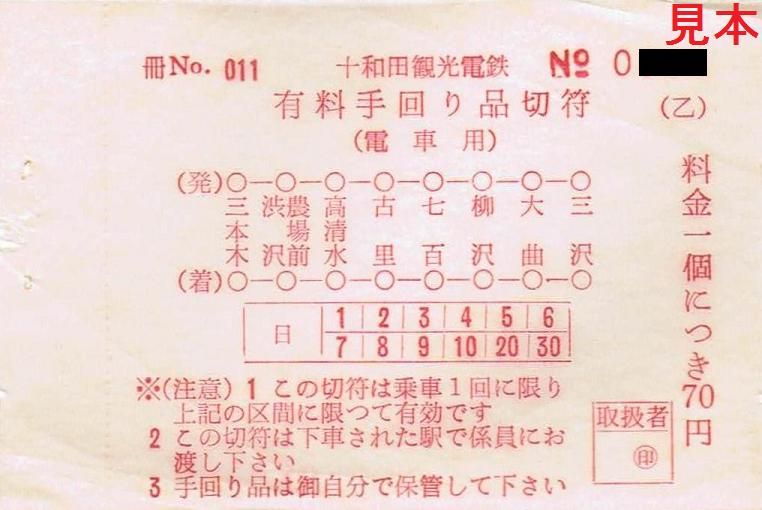 見本
冊No. 011 十和田観光電鉄 No 0
有料手回り品切符 (乙)
(電車用)
料金一個につき70円
(発)○―○―○―○―○―○―○―○
三本木 渋沢 農場前 高清水 古里 七百 柳沢 大曲 三沢
(着)○―○―○―○―○―○―○―○
日 1 2 3 4 5 6
7 8 9 10 20 30
※(注意) 1 この切符は乗車1回に限り
上記の区間に限つて有効です
2 この切符は下車された駅で係員にお
渡し下さい
3 手回り品は御自分で保管して下さい
取扱者
印